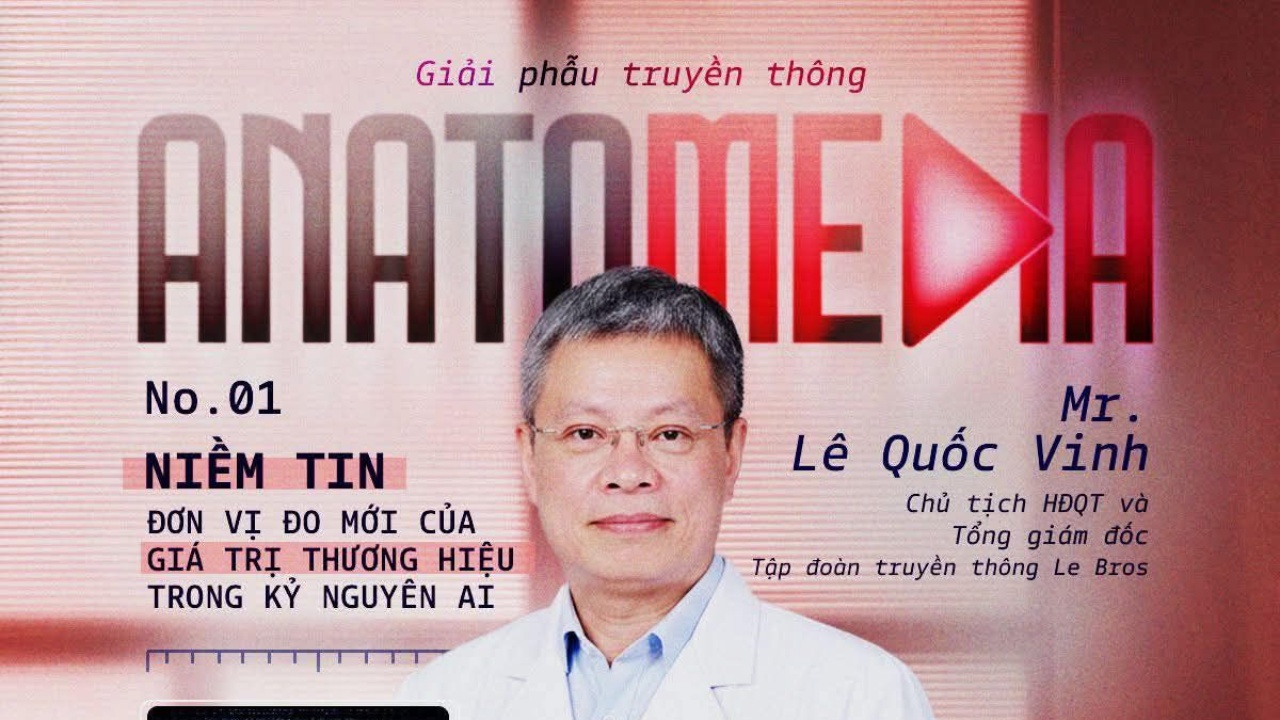 Giải phẫu truyền thông
ANATOMEDIA
No.01
NIỀM TIN
ĐƠN VỊ ĐO MỚI CỦA
GIÁ TRỊ THƯƠNG HIỆU
TRONG KỶ NGUYÊN AI
Mr.
Lê Quốc Vinh
Chủ tịch HĐQT và
Tổng giám đốc
Tập đoàn truyền thông Le Bros